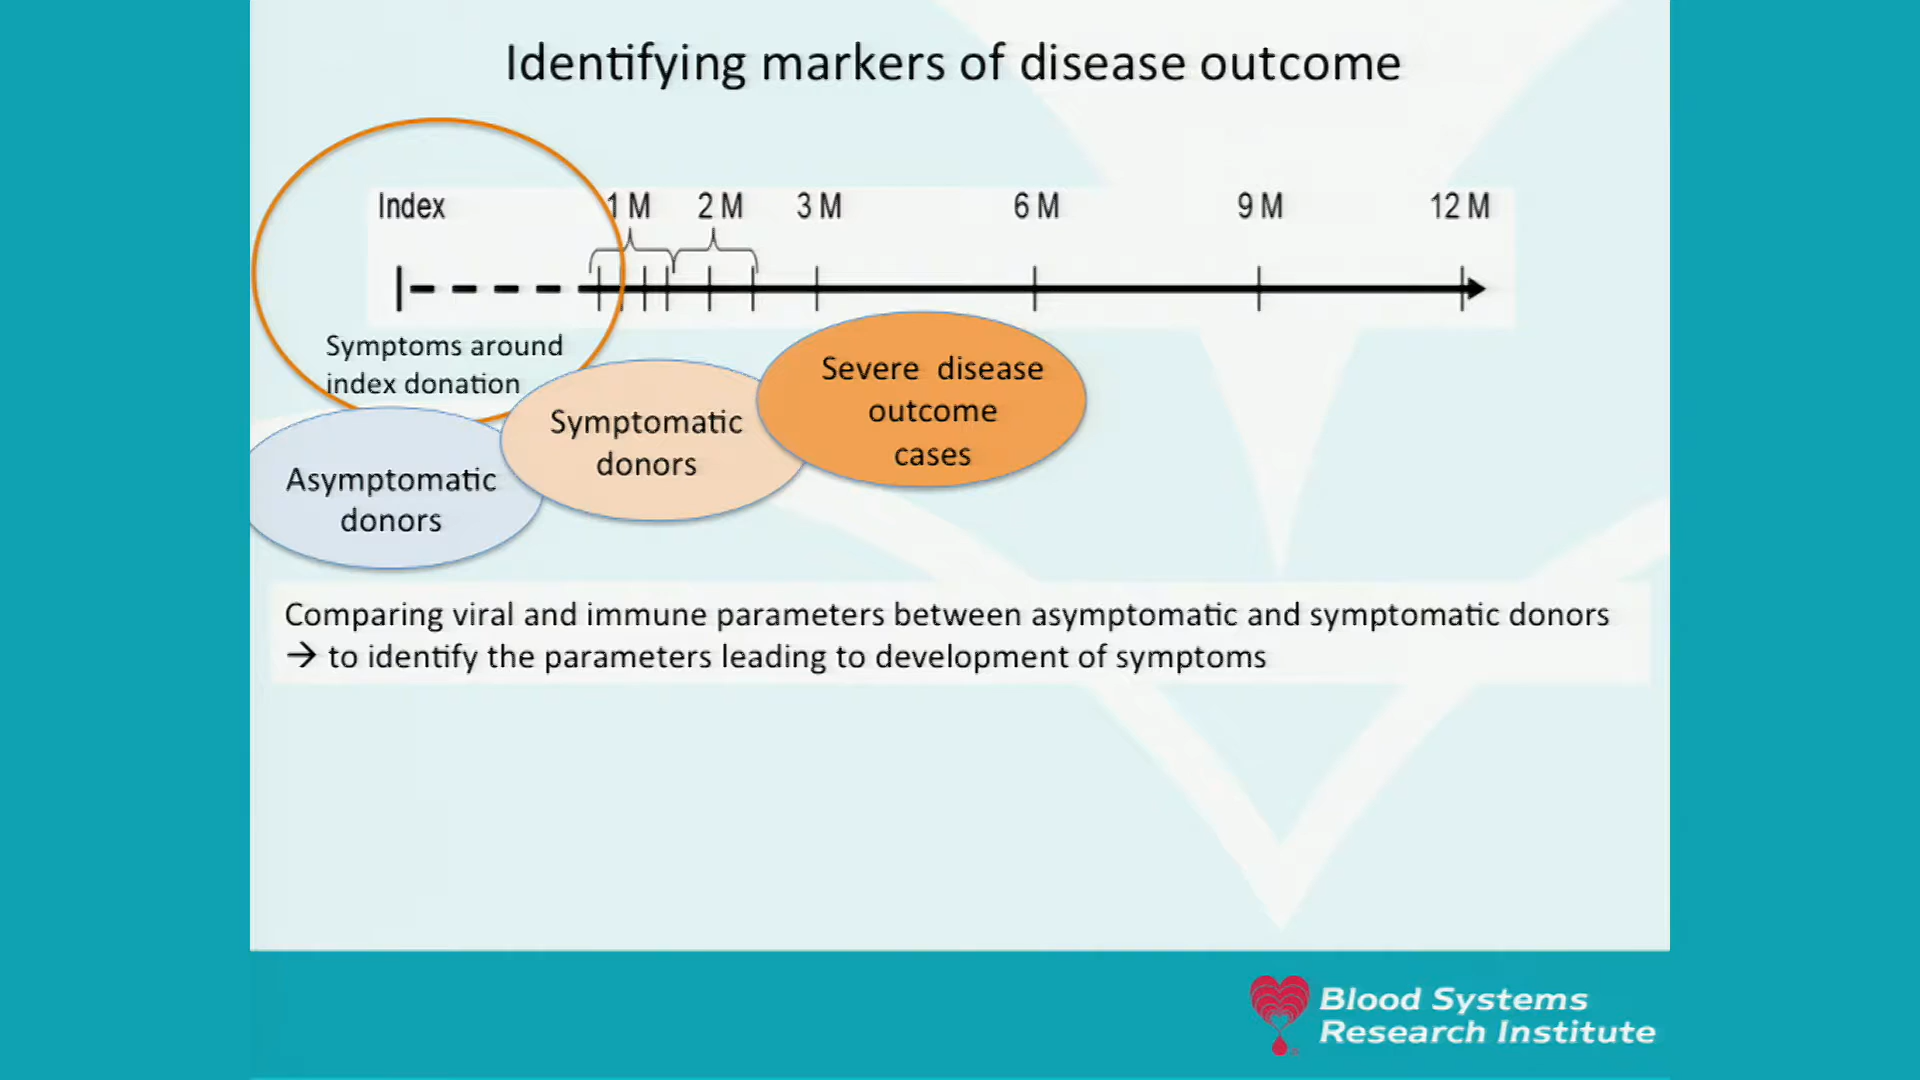 Identifying markers of disease outcome
Index 1 M 2 M 3 M 6 M 9 M 12 M
Symptoms around
index donation
Asymptomatic
donors
Symptomatic
donors
Severe disease
outcome
cases
Comparing viral and immune parameters between asymptomatic and symptomatic donors
→ to identify the parameters leading to development of symptoms
Blood Systems
Research Institute